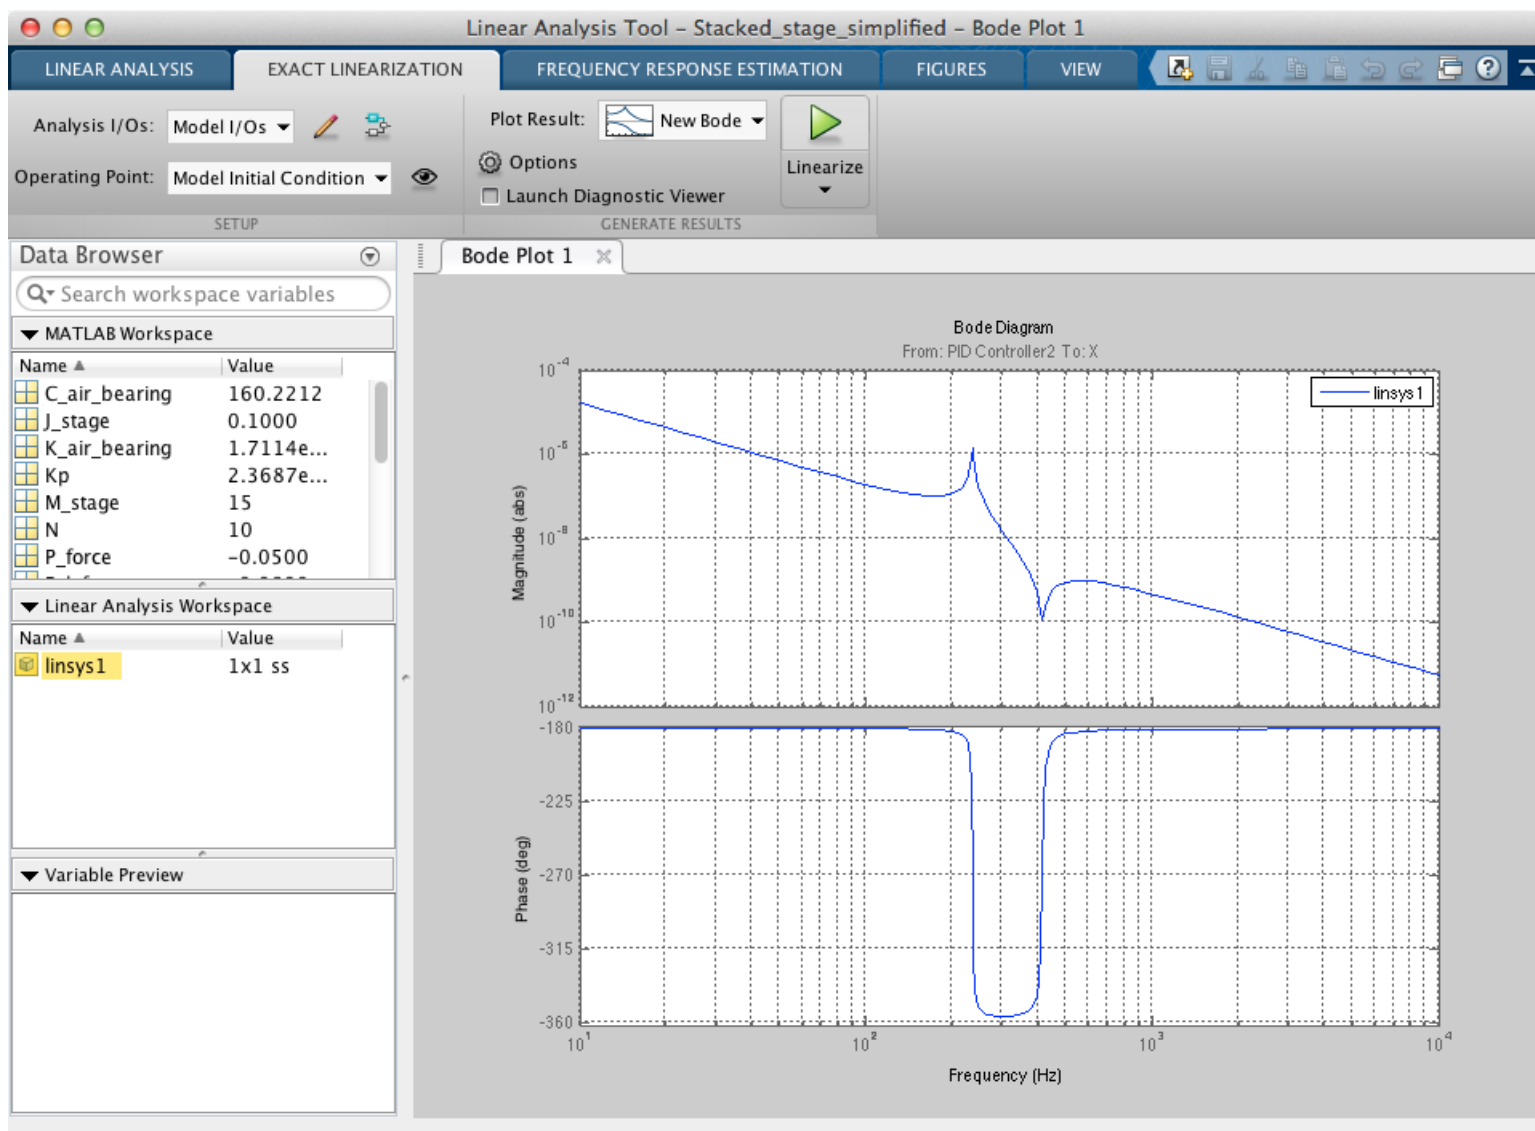 Linear Analysis Tool – Stacked_stage_simplified – Bode Plot 1
LINEAR ANALYSIS EXACT LINEARIZATION FREQUENCY RESPONSE ESTIMATION FIGURES VIEW
Analysis I/Os: Model I/Os
Operating Point: Model Initial Condition
SETUP
Plot Result: New Bode
Options
Launch Diagnostic Viewer
Linearize
GENERATE RESULTS
Data Browser
Search workspace variables
MATLAB Workspace
Name Value
C_air_bearing 160.2212
J_stage 0.1000
K_air_bearing 1.7114e...
Kp 2.3687e...
M_stage 15
N 10
P_force -0.0500
Linear Analysis Workspace
Name Value
linsys1 1x1 ss
Variable Preview
Bode Plot 1
Bode Diagram
From: PID Controller2 To: X
linsys1
Magnitude (abs)
10^-4
10^-6
10^-8
10^-10
10^-12
Phase (deg)
-180
-225
-270
-315
-360
10^1 10^2 10^3 10^4
Frequency (Hz)